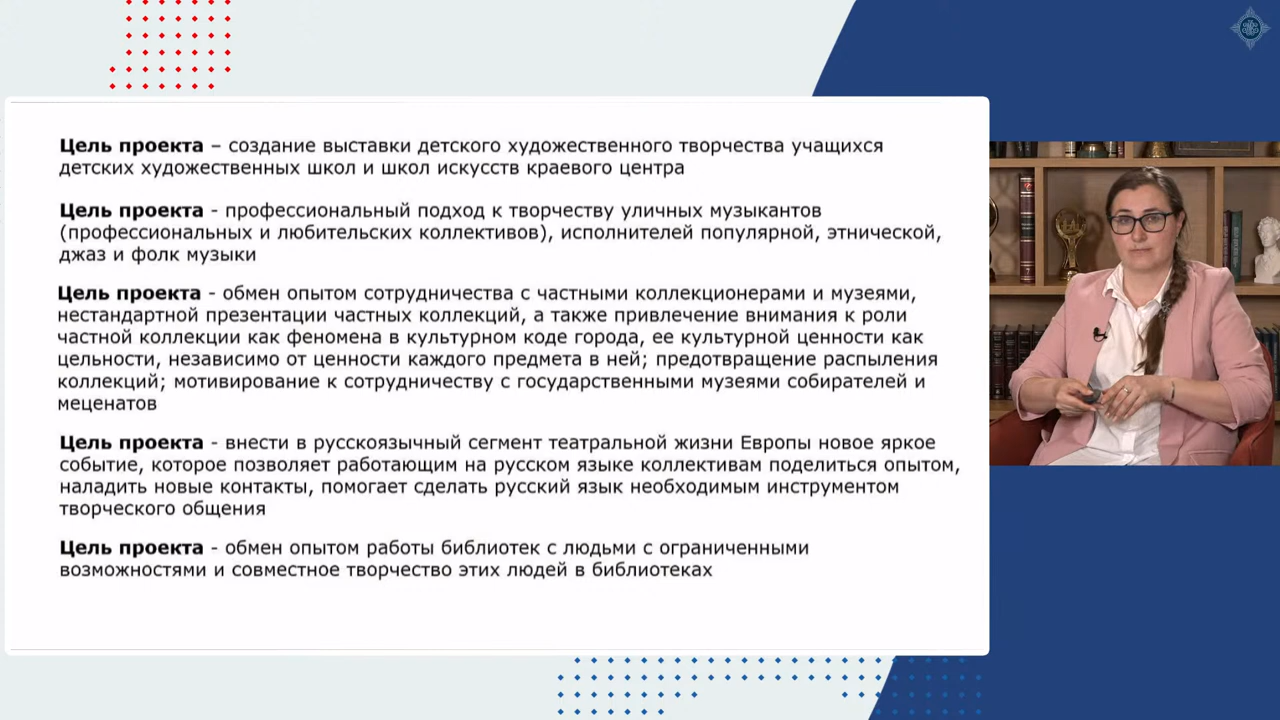 Цель проекта – создание выставки детского художественного творчества учащихся
детских художественных школ и школ искусств краевого центра
Цель проекта - профессиональный подход к творчеству уличных музыкантов
(профессиональных и любительских коллективов), исполнителей популярной, этнической,
джаз и фолк музыки
Цель проекта - обмен опытом сотрудничества с частными коллекционерами и музеями,
нестандартной презентации частных коллекций, а также привлечение внимания к роли
частной коллекции как феномена в культурном коде города, ее культурной ценности как
цельности, независимо от ценности каждого предмета в ней; предотвращение распыления
коллекций; мотивирование к сотрудничеству с государственными музеями собирателей и
меценатов
Цель проекта - внести в русскоязычный сегмент театральной жизни Европы новое яркое
событие, которое позволяет работающим на русском языке коллективам поделиться опытом,
наладить новые контакты, помогает сделать русский язык необходимым инструментом
творческого общения
Цель проекта - обмен опытом работы библиотек с людьми с ограниченными
возможностями и совместное творчество этих людей в библиотеках